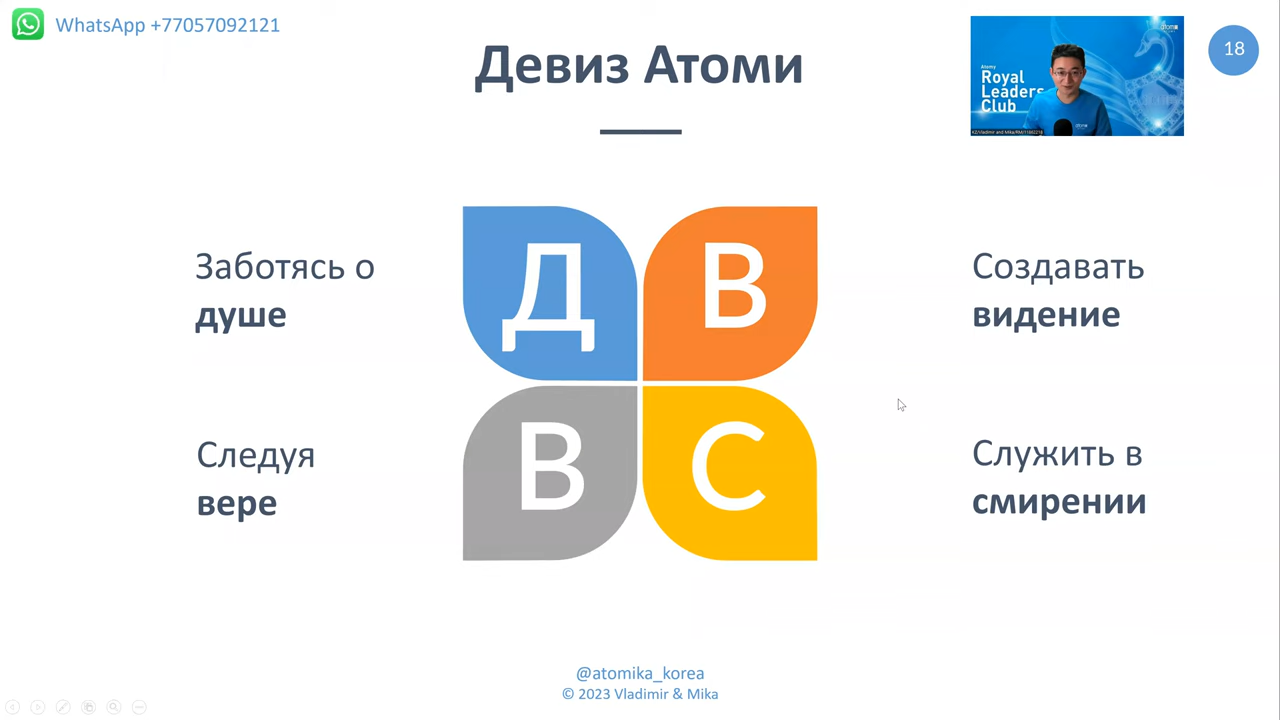 WhatsApp +77057092121
18
Девиз Атоми
Atomy
Royal
Leaders
Club
Заботясь о
душе
Д
В
Создавать
видение
Следуя
вере
В
С
Служить в
смирении
@atomika_korea
© 2023 Vladimir & Mika